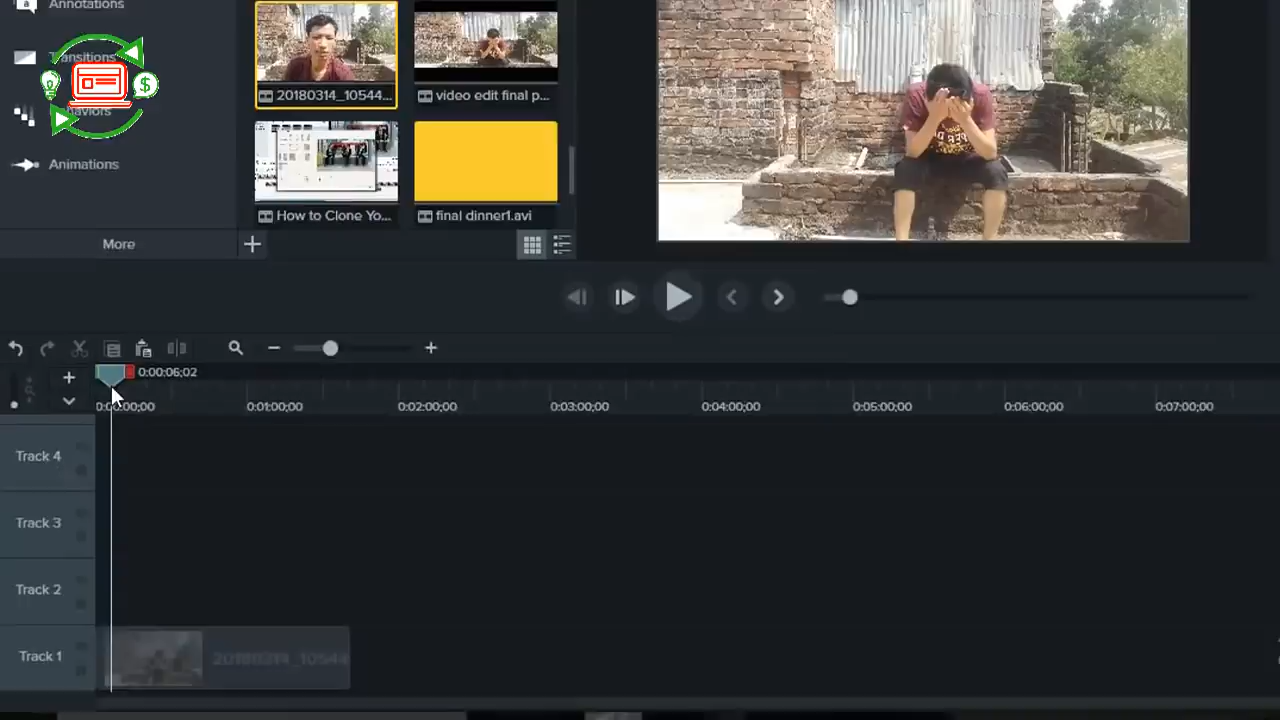 Annotations
Transitions
Animations
20180314_10544...
video edit final p...
How to Clone Yo...
final dinner1.avi
More
0:00:06;02
0:00:00;00
0:01:00;00
0:02:00;00
0:03:00;00
0:04:00;00
0:05:00;00
0:06:00;00
0:07:00;00
Track 4
Track 3
Track 2
Track 1
20180314_10544